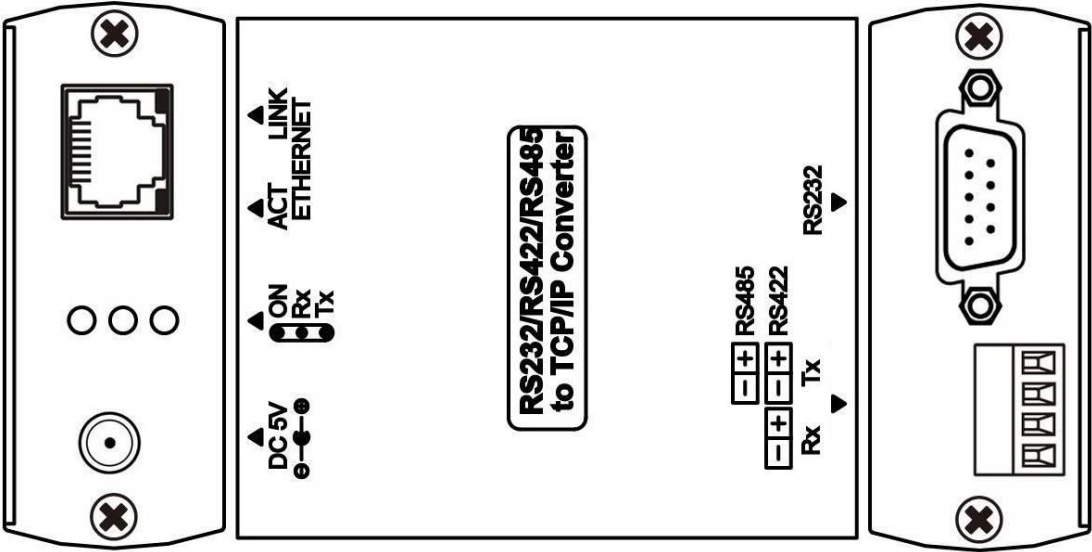 DC 5V
ON
Rx
Tx
ACT LINK
ETHERNET
RS232/RS422/RS485
to TCP/IP Converter
− + RS485
− + − + RS422
Rx Tx
RS232